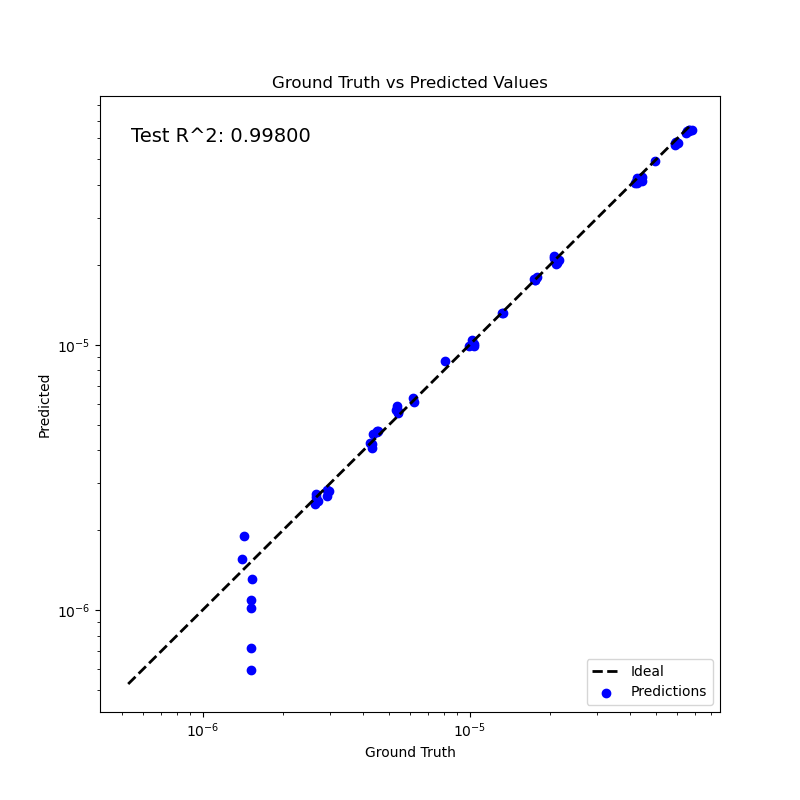 Ground Truth vs Predicted Values
Test R^2: 0.99800
Predicted
10⁻⁵
10⁻⁶
10⁻⁶
10⁻⁵
Ground Truth
Ideal
Predictions